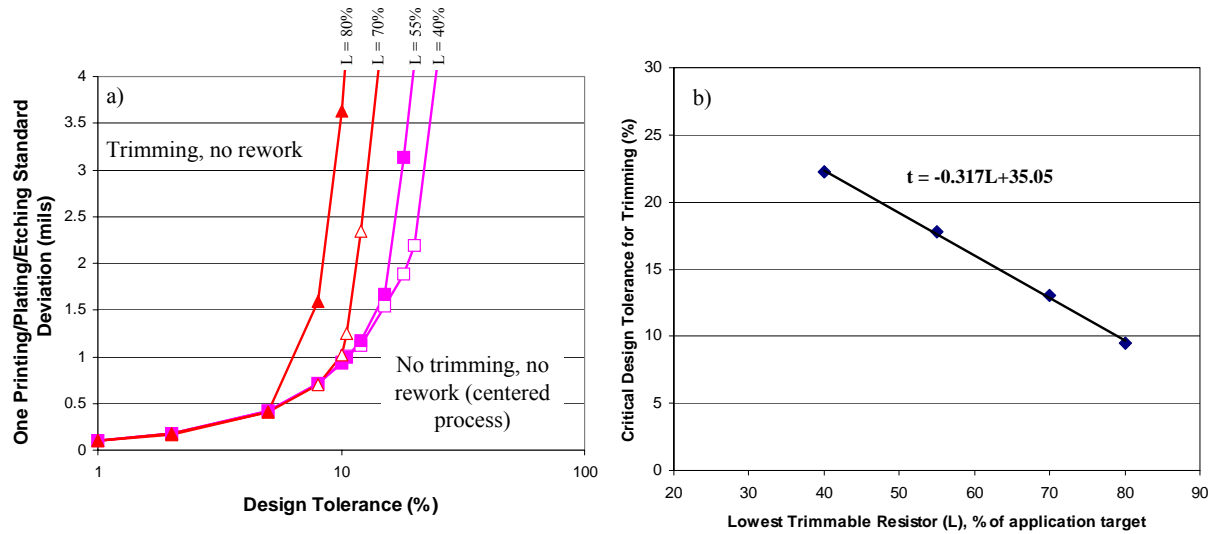 L = 80%
L = 70%
L = 55%
L = 40%
a)
Trimming, no rework
No trimming, no
rework (centered
process)
One Printing/Plating/Etching Standard
Deviation (mils)
4
3.5
3
2.5
2
1.5
1
0.5
0
1
10
100
Design Tolerance (%)
b)
t = -0.317L+35.05
Critical Design Tolerance for Trimming (%)
30
25
20
15
10
5
0
20
30
40
50
60
70
80
90
Lowest Trimmable Resistor (L), % of application target